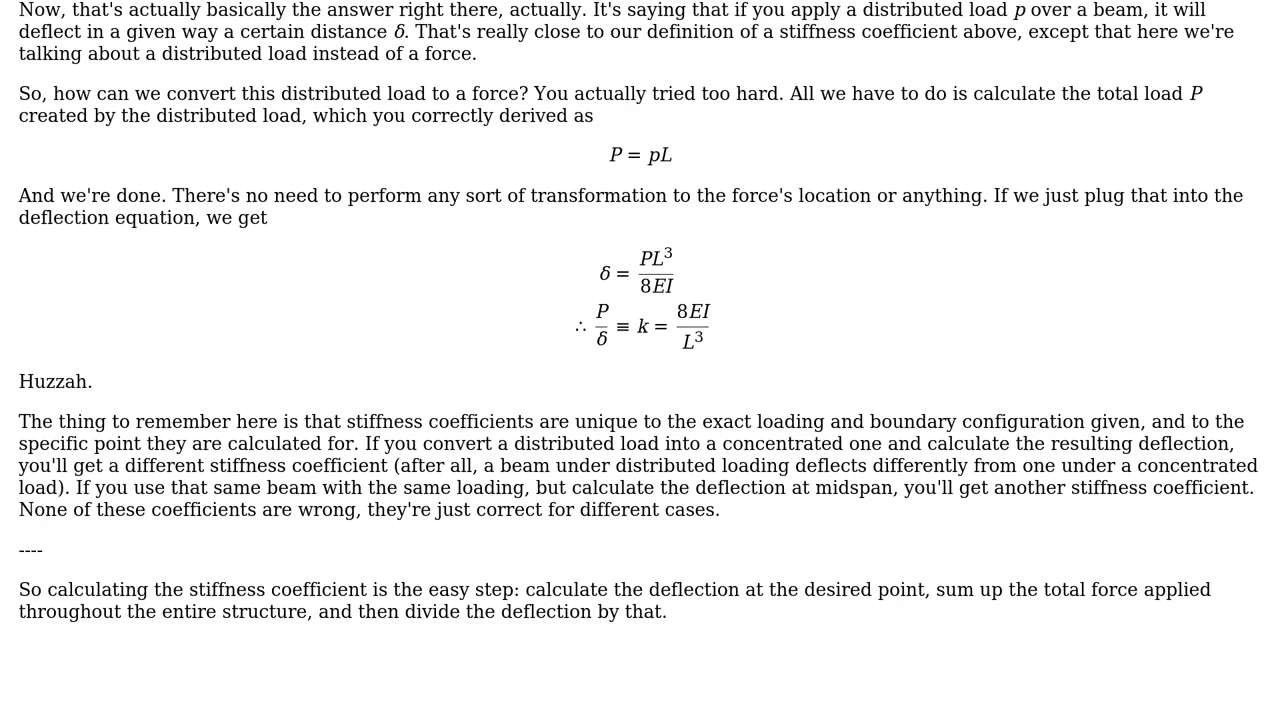 Now, that's actually basically the answer right there, actually. It's saying that if you apply a distributed load p over a beam, it will
deflect in a given way a certain distance δ. That's really close to our definition of a stiffness coefficient above, except that here we're
talking about a distributed load instead of a force.
So, how can we convert this distributed load to a force? You actually tried too hard. All we have to do is calculate the total load P
created by the distributed load, which you correctly derived as
P = pL
And we're done. There's no need to perform any sort of transformation to the force's location or anything. If we just plug that into the
deflection equation, we get
δ = PL³/8EI
∴ P/δ ≡ k = 8EI/L³
Huzzah.
The thing to remember here is that stiffness coefficients are unique to the exact loading and boundary configuration given, and to the
specific point they are calculated for. If you convert a distributed load into a concentrated one and calculate the resulting deflection,
you'll get a different stiffness coefficient (after all, a beam under distributed loading deflects differently from one under a concentrated
load). If you use that same beam with the same loading, but calculate the deflection at midspan, you'll get another stiffness coefficient.
None of these coefficients are wrong, they're just correct for different cases.
----
So calculating the stiffness coefficient is the easy step: calculate the deflection at the desired point, sum up the total force applied
throughout the entire structure, and then divide the deflection by that.